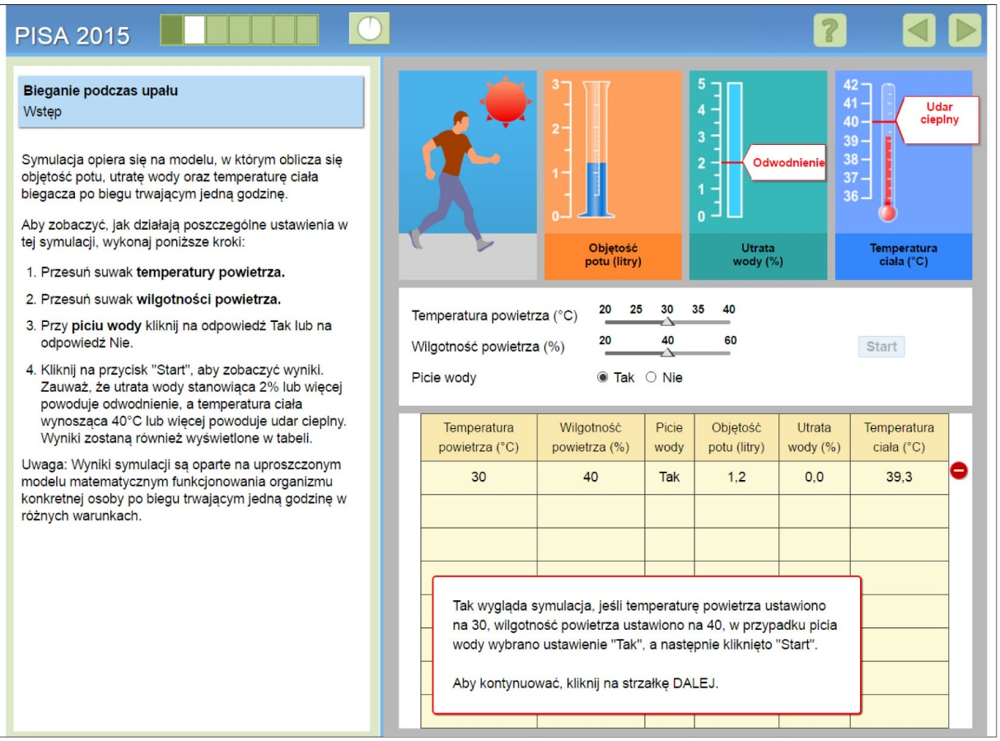 PISA 2015
?
Bieganie podczas upału
Wstęp
Symulacja opiera się na modelu, w którym oblicza się
objętość potu, utratę wody oraz temperaturę ciała
biegacza po biegu trwającym jedną godzinę.
Aby zobaczyć, jak działają poszczególne ustawienia w
tej symulacji, wykonaj poniższe kroki:
1. Przesuń suwak temperatury powietrza.
2. Przesuń suwak wilgotności powietrza.
3. Przy piciu wody kliknij na odpowiedź Tak lub na
odpowiedź Nie.
4. Kliknij na przycisk "Start", aby zobaczyć wyniki.
Zauważ, że utrata wody stanowiąca 2% lub więcej
powoduje odwodnienie, a temperatura ciała
wynosząca 40°C lub więcej powoduje udar cieplny.
Wyniki zostaną również wyświetlone w tabeli.
Uwaga: Wyniki symulacji są oparte na uproszczonym
modelu matematycznym funkcjonowania organizmu
konkretnej osoby po biegu trwającym jedną godzinę w
różnych warunkach.
3
2
1
0
Objętość
potu (litry)
5
4
3
2
1
0
Odwodnienie
Utrata
wody (%)
42
41
40
39
38
37
36
Udar
cieplny
Temperatura
ciała (°C)
Temperatura powietrza (°C) 20 25 30 35 40
Wilgotność powietrza (%) 20 40 60
Start
Picie wody Tak Nie
Temperatura Wilgotność Picie Objętość Utrata Temperatura
powietrza (°C) powietrza (%) wody potu (litry) wody (%) ciała (°C)
30 40 Tak 1,2 0,0 39,3
Tak wygląda symulacja, jeśli temperaturę powietrza ustawiono
na 30, wilgotność powietrza ustawiono na 40, w przypadku picia
wody wybrano ustawienie "Tak", a następnie kliknięto "Start".
Aby kontynuować, kliknij na strzałkę DALEJ.